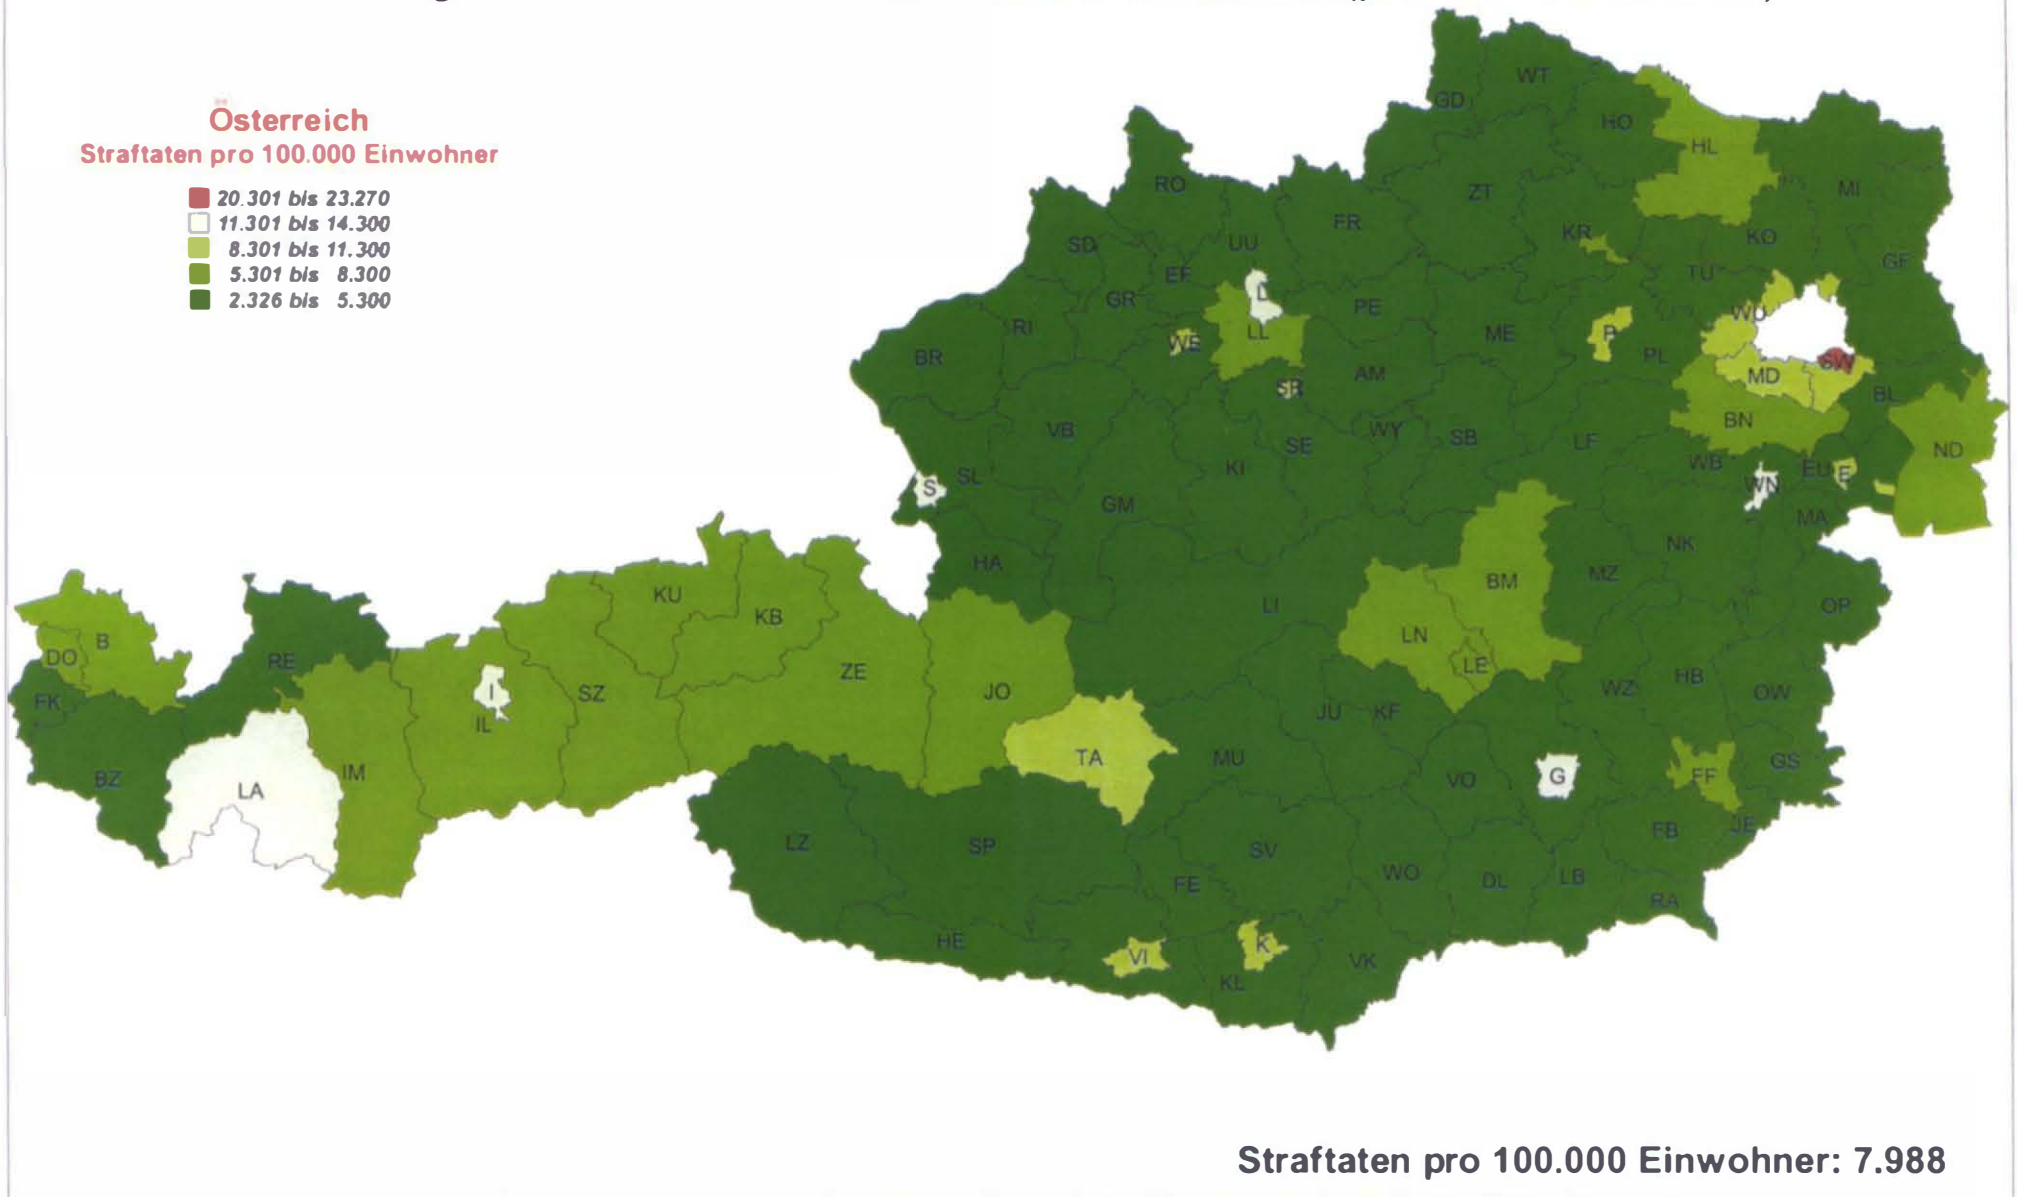 Österreich
Straftaten pro 100.000 Einwohner
20.301 bis 23.270
11.301 bis 14.300
8.301 bis 11.300
5.301 bis 8.300
2.326 bis 5.300
WT
GD
HO
HL
RO
ZT
MI
FR
KR
KO
SD
UU
GF
EF
TU
GR
L
PE
RI
WU
LL
ME
P
WE
BR
PL
SW
AM
MD
SR
BL
BN
VB
WY
SB
LF
SE
ND
WB
KI
EU
E
SL
S
WN
GM
MA
NK
HA
MZ
BM
KU
LI
OP
KB
LN
B
DO
RE
LE
ZE
HB
WZ
I
SZ
JO
OW
FK
JU
KF
IL
TA
MU
GS
IM
G
FF
BZ
VO
LA
JE
FB
LZ
SP
SV
WO
FE
DL
LB
RA
HE
K
VI
VK
KL
Straftaten pro 100.000 Einwohner: 7.988